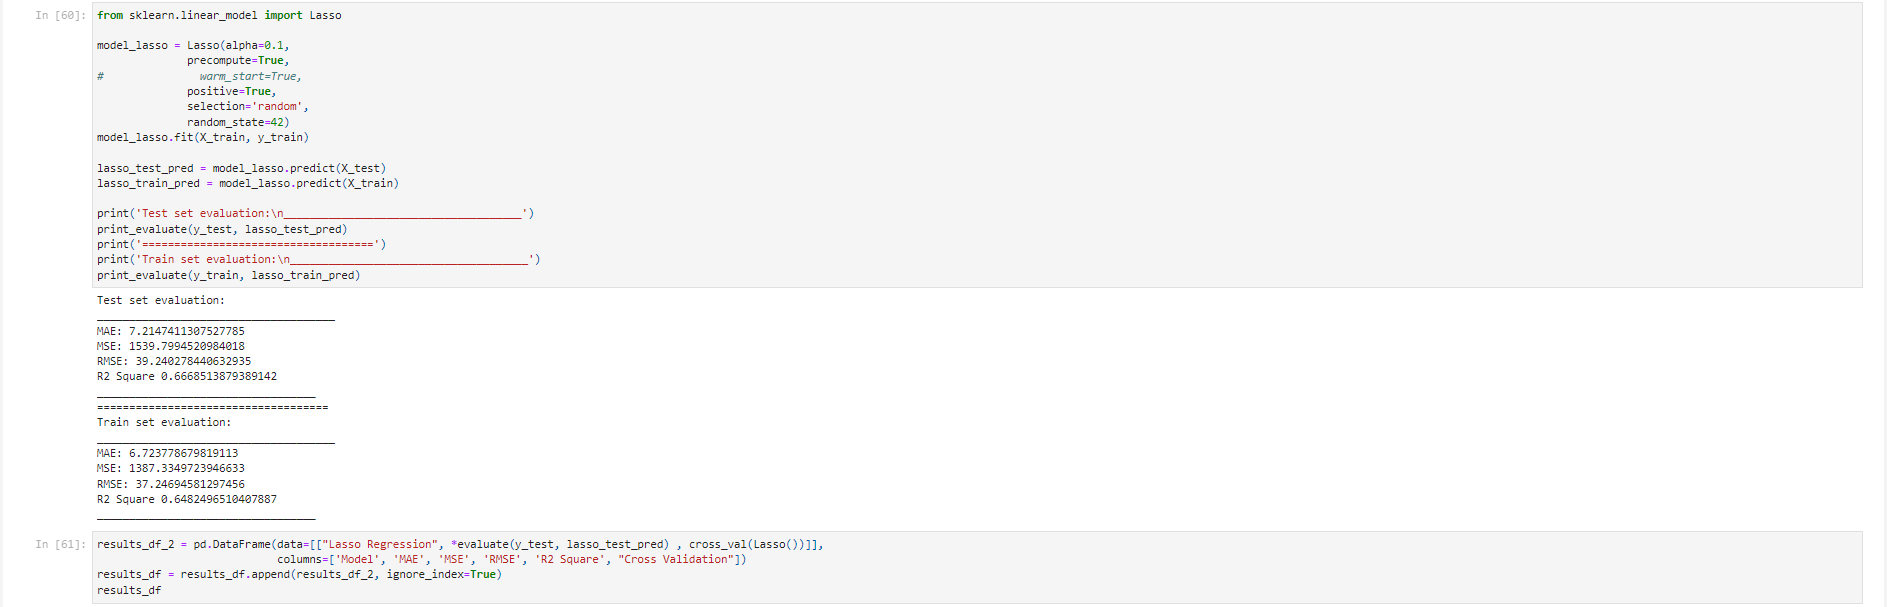 In [60]: from sklearn.linear_model import Lasso
model_lasso = Lasso(alpha=0.1,
precompute=True,
#               warm_start=True,
positive=True,
selection='random',
random_state=42)
model_lasso.fit(X_train, y_train)
lasso_test_pred = model_lasso.predict(X_test)
lasso_train_pred = model_lasso.predict(X_train)
print('Test set evaluation:\n_____________________________________')
print_evaluate(y_test, lasso_test_pred)
print('====================================')
print('Train set evaluation:\n_____________________________________')
print_evaluate(y_train, lasso_train_pred)
Test set evaluation:
_____________________________________
MAE: 7.2147411307527785
MSE: 1539.7994520984018
RMSE: 39.240278440632935
R2 Square 0.6668513879389142
__________________________________
====================================
Train set evaluation:
_____________________________________
MAE: 6.723778679819113
MSE: 1387.3349723946633
RMSE: 37.24694581297456
R2 Square 0.6482496510407887
__________________________________
In [61]: results_df_2 = pd.DataFrame(data=[["Lasso Regression", *evaluate(y_test, lasso_test_pred) , cross_val(Lasso())]],
columns=['Model', 'MAE', 'MSE', 'RMSE', 'R2 Square', "Cross Validation"])
results_df = results_df.append(results_df_2, ignore_index=True)
results_df